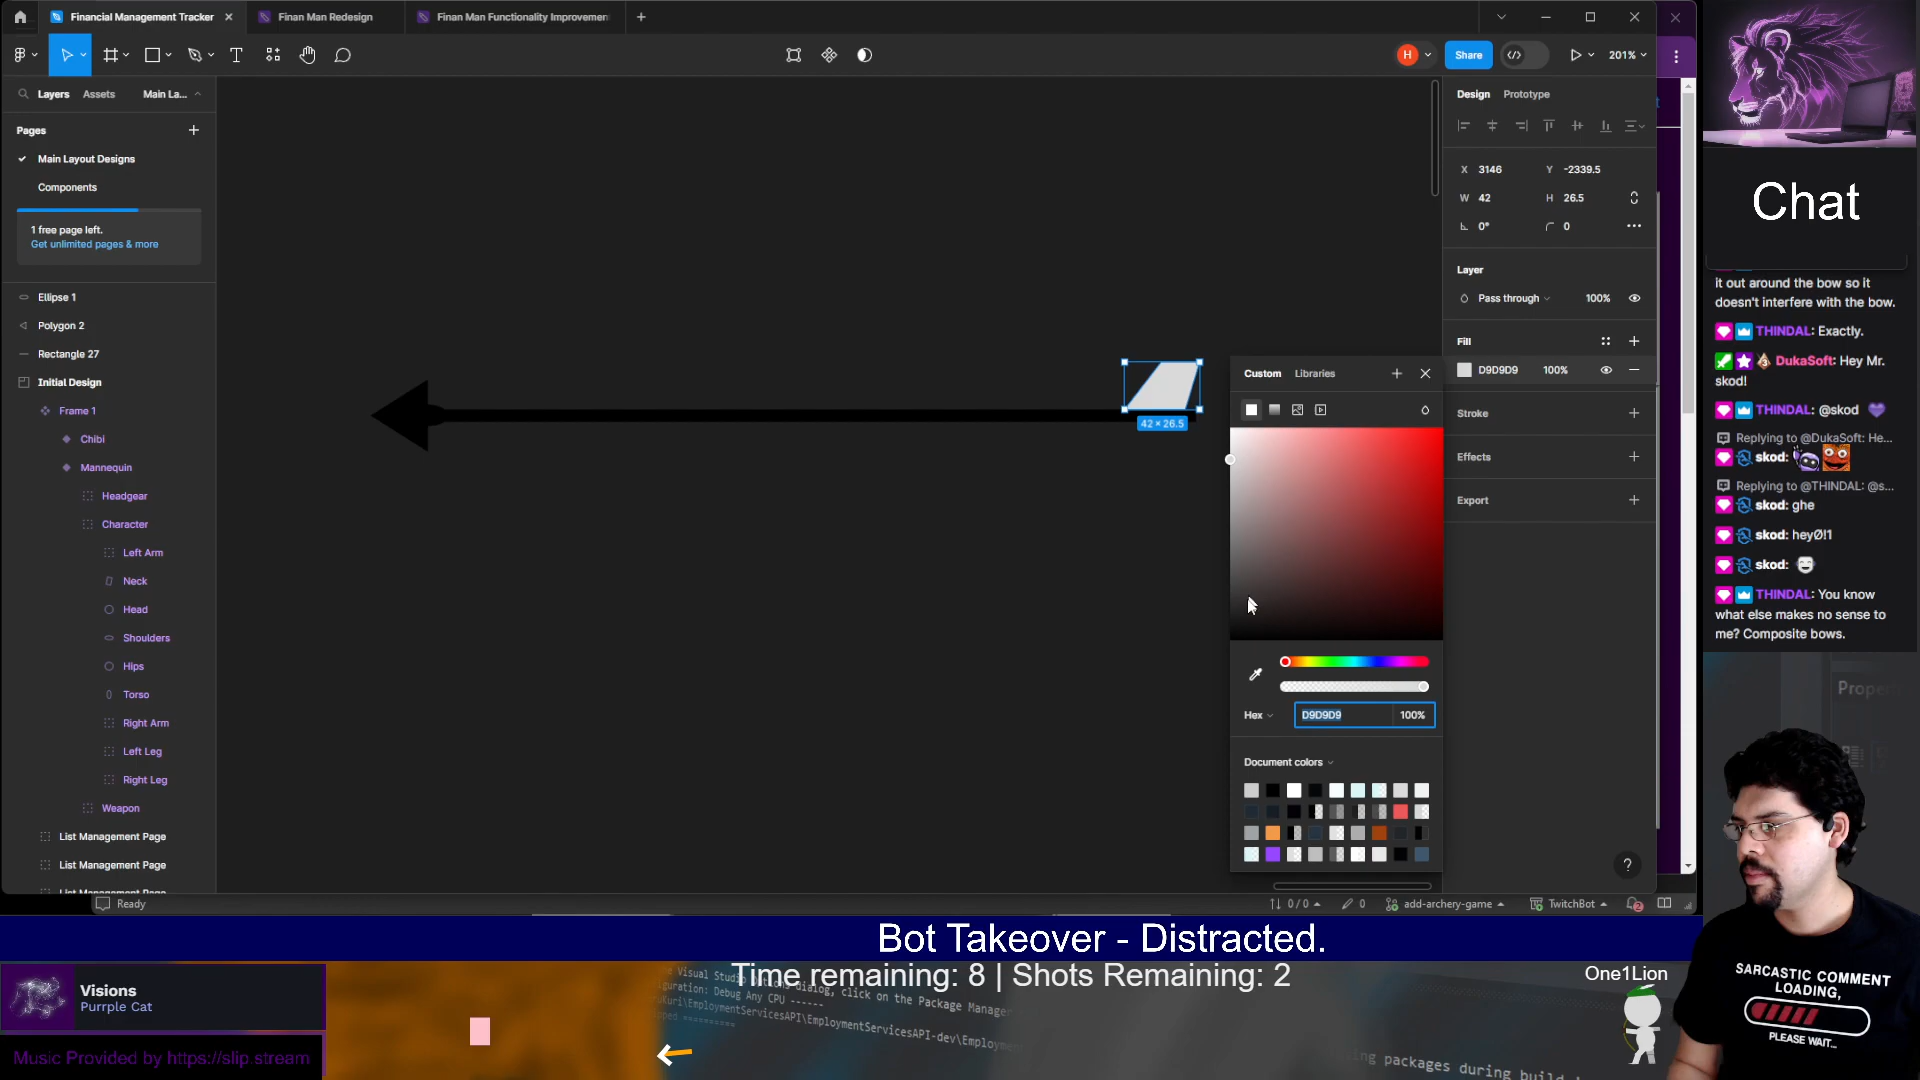 Financial Management Tracker
Finan Man Redesign
Finan Man Functionality Improvemen
H
Share
201%
Layers
Assets
Main La...
Pages
Main Layout Designs
Components
1 free page left.
Get unlimited pages & more
Ellipse 1
Polygon 2
Rectangle 27
Initial Design
Frame 1
Chibi
Mannequin
Headgear
Character
Left Arm
Neck
Head
Shoulders
Hips
Torso
Right Arm
Left Leg
Right Leg
Weapon
List Management Page
List Management Page
42 × 26.5
Design
Prototype
X 3146
Y -2339.5
W 42
H 26.5
0°
0
Layer
Pass through
100%
Fill
D9D9D9
100%
Stroke
Effects
Export
Custom
Libraries
Hex
D9D9D9
100%
Document colors
?
Ready
0 / 0
0
add-archery-game
TwitchBot
2
Chat
it out around the bow so it
doesn't interfere with the bow.
THINDAL: Exactly.
DukaSoft: Hey Mr.
skod!
THINDAL: @skod
Replying to @DukaSoft: He...
skod:
Replying to @THINDAL: @s...
skod: ghe
skod: heyØ!1
skod:
THINDAL: You know
what else makes no sense to
me? Composite bows.
Bot Takeover - Distracted.
Time remaining: 8 | Shots Remaining: 2
One1Lion
Visions
Purrple Cat
Music Provided by https://slip.stream
SARCASTIC COMMENT
LOADING,
PLEASE WAIT...